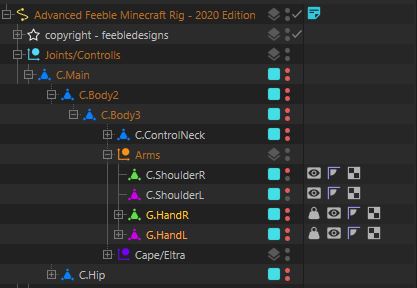 Advanced Feeble Minecraft Rig - 2020 Edition
copyright - feebledesigns
Joints/Controlls
C.Main
C.Body2
C.Body3
C.ControlNeck
Arms
C.ShoulderR
C.ShoulderL
G.HandR
G.HandL
Cape/Eltra
C.Hip